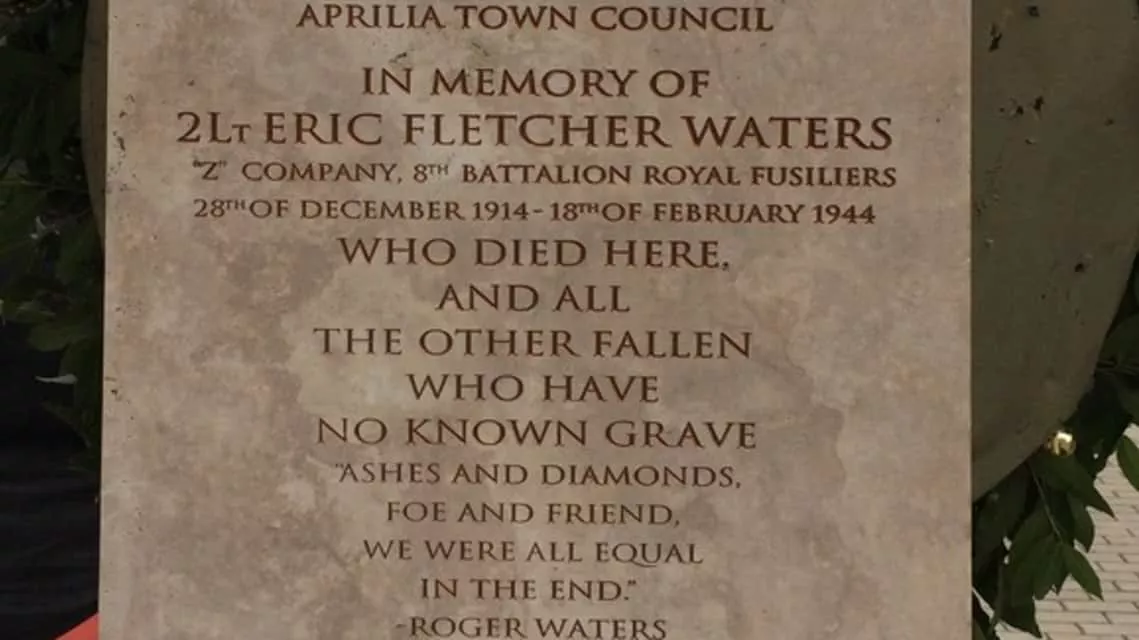 APRILIA TOWN COUNCIL
IN MEMORY OF
2LT ERIC FLETCHER WATERS
"Z" COMPANY, 8TH BATTALION ROYAL FUSILIERS
28TH OF DECEMBER 1914 - 18TH OF FEBRUARY 1944
WHO DIED HERE,
AND ALL
THE OTHER FALLEN
WHO HAVE
NO KNOWN GRAVE
"ASHES AND DIAMONDS,
FOE AND FRIEND,
WE WERE ALL EQUAL
IN THE END."
-ROGER WATERS